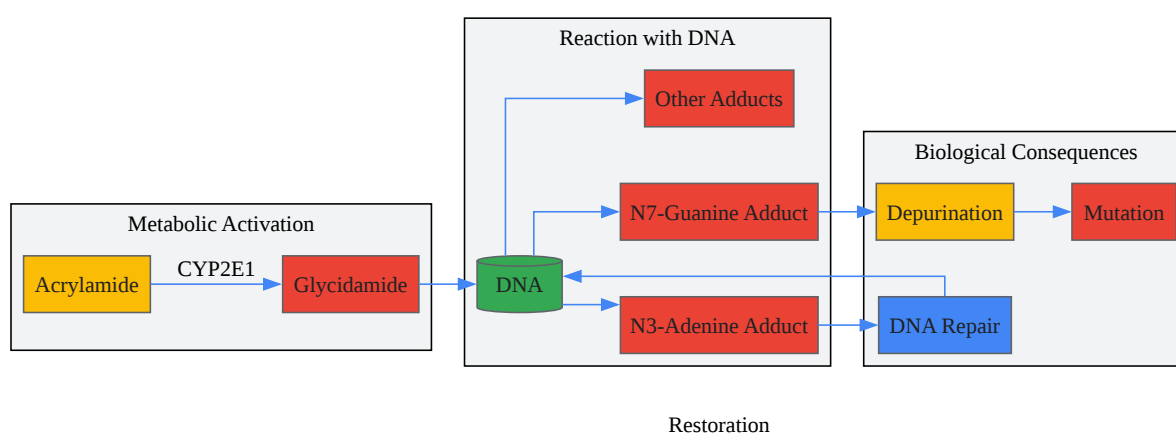 Reaction with DNA
Other Adducts
Biological Consequences
N7-Guanine Adduct
Depurination
Mutation
Metabolic Activation
Acrylamide
CYP2E1
Glycidamide
DNA
N3-Adenine Adduct
DNA Repair
Restoration